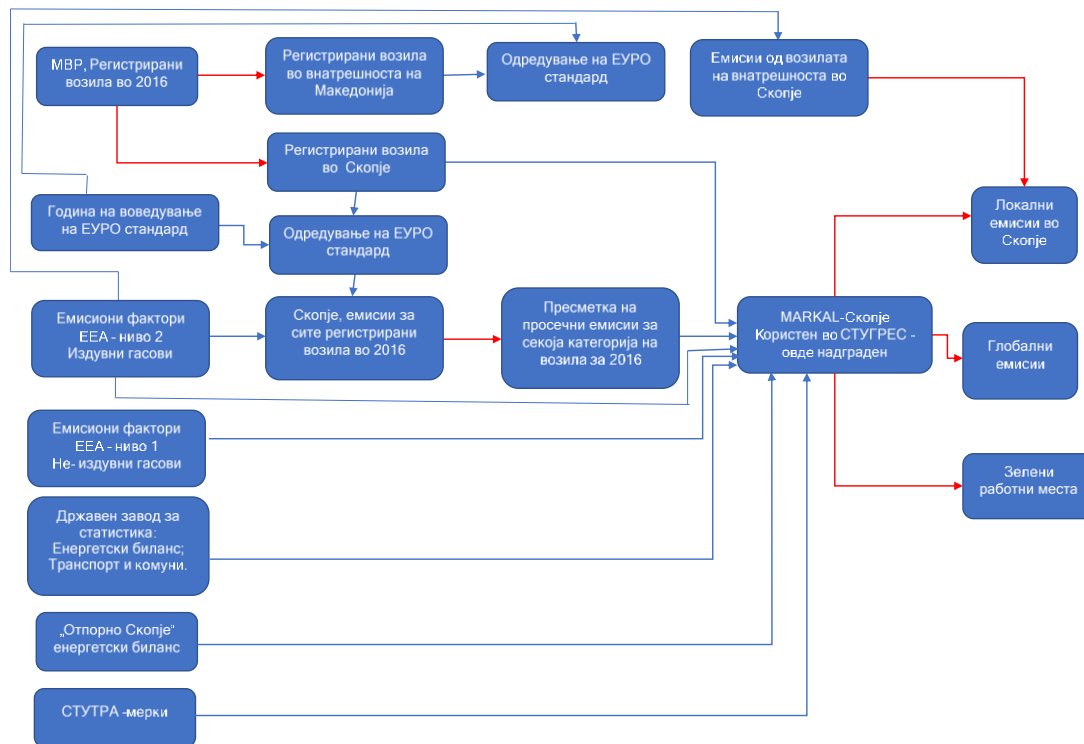 МВР, Регистрирани
возила во 2016
Регистрирани возила
во внатрешноста на
Македонија
Одредување на ЕУРО
стандард
Емисии од возилата
на внатрешноста во
Скопје
Регистрирани возила
во Скопје
Година на воведување
на ЕУРО стандард
Одредување на ЕУРО
стандард
Локални
емисии во
Скопје
Емисиони фактори
ЕЕА - ниво 2
Издувни гасови
Скопје, емисии за
сите регистрирани
возила во 2016
Пресметка на
просечни емисии за
секоја категорија на
возила за 2016
MARKAL-Скопје
Користен во СТУГРЕС -
овде надграден
Глобални
емисии
Емисиони фактори
ЕЕА - ниво 1
Не- издувни гасови
Зелени
работни места
Државен завод за
статистика:
Енергетски биланс;
Транспорт и комуни.
„Отпорно Скопје“
енергетски биланс
СТУТРА -мерки